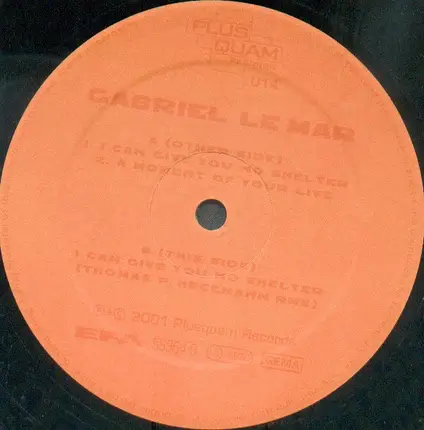 PLUS
QUAM
014
GABRIEL LE MAR
A (OTHER SIDE)
1. I CAN GIVE YOU NO SHELTER
2. A MOMENT OF YOUR LIVE
B (THIS SIDE)
I CAN GIVE YOU NO SHELTER
(THOMAS P. HECKMANN RMX)
2001 Plusquam Records
EFA GEMA